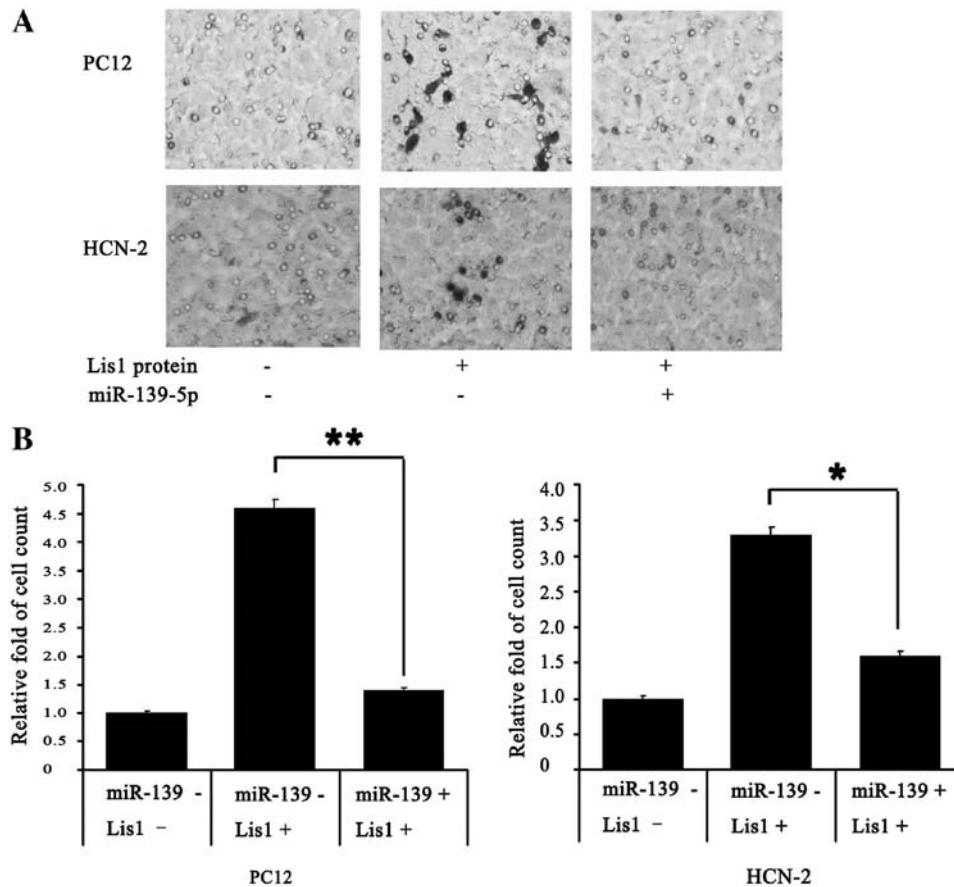 A
PC12
HCN-2
Lis1 protein - + +
miR-139-5p - - +
B
**
Relative fold of cell count
5.0
4.5
4.0
3.5
3.0
2.5
2.0
1.5
1.0
0.5
0
miR-139 - miR-139 - miR-139 +
Lis1 - Lis1 + Lis1 +
PC12
*
Relative fold of cell count
4.0
3.5
3.0
2.5
2.0
1.5
1.0
0.5
0
miR-139 - miR-139 - miR-139 +
Lis1 - Lis1 + Lis1 +
HCN-2